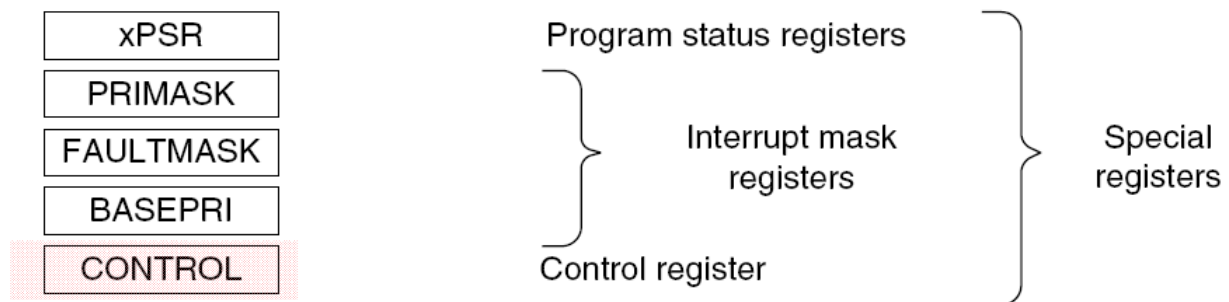 xPSR
Program status registers
PRIMASK
FAULTMASK
BASEPRI
Interrupt mask
registers
Special
registers
CONTROL
Control register